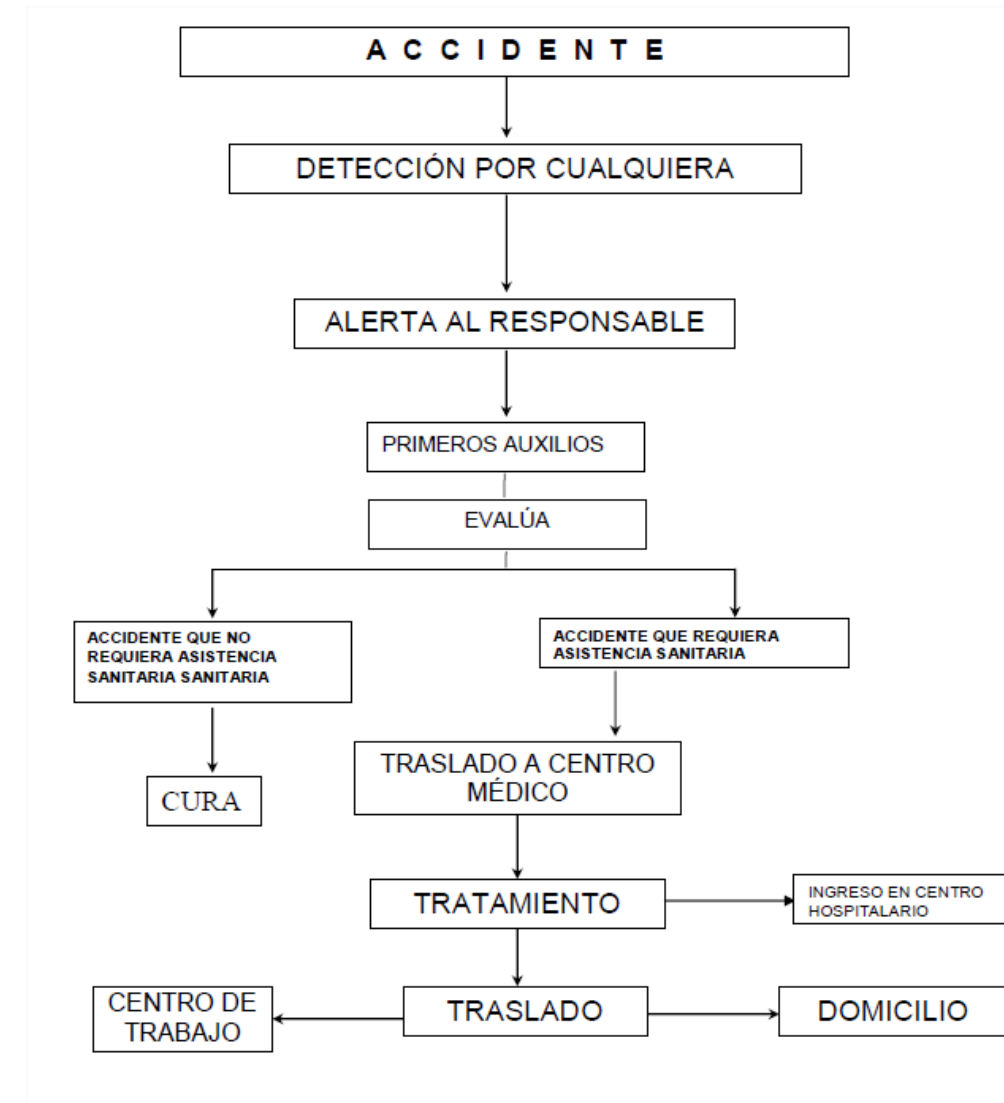 A C C I D E N T E
DETECCIÓN POR CUALQUIERA
ALERTA AL RESPONSABLE
PRIMEROS AUXILIOS
EVALÚA
ACCIDENTE QUE NO
REQUIERA ASISTENCIA
SANITARIA SANITARIA
ACCIDENTE QUE REQUIERA
ASISTENCIA SANITARIA
CURA
TRASLADO A CENTRO
MÉDICO
TRATAMIENTO
INGRESO EN CENTRO
HOSPITALARIO
CENTRO DE
TRABAJO
TRASLADO
DOMICILIO